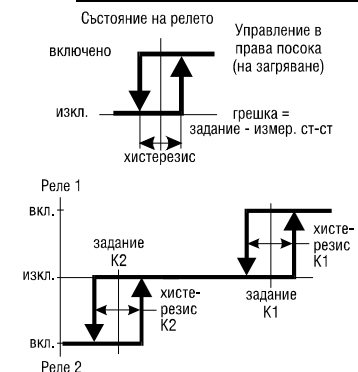 Състояние на релето
включено
Управление в
права посока
(на загряване)
изкл.
грешка =
задание - измер. ст-ст
хистерезис
Реле 1
вкл.
задание
К2
хисте-
резис
К1
изкл.
хисте-
резис
К2
задание
К1
вкл.
Реле 2